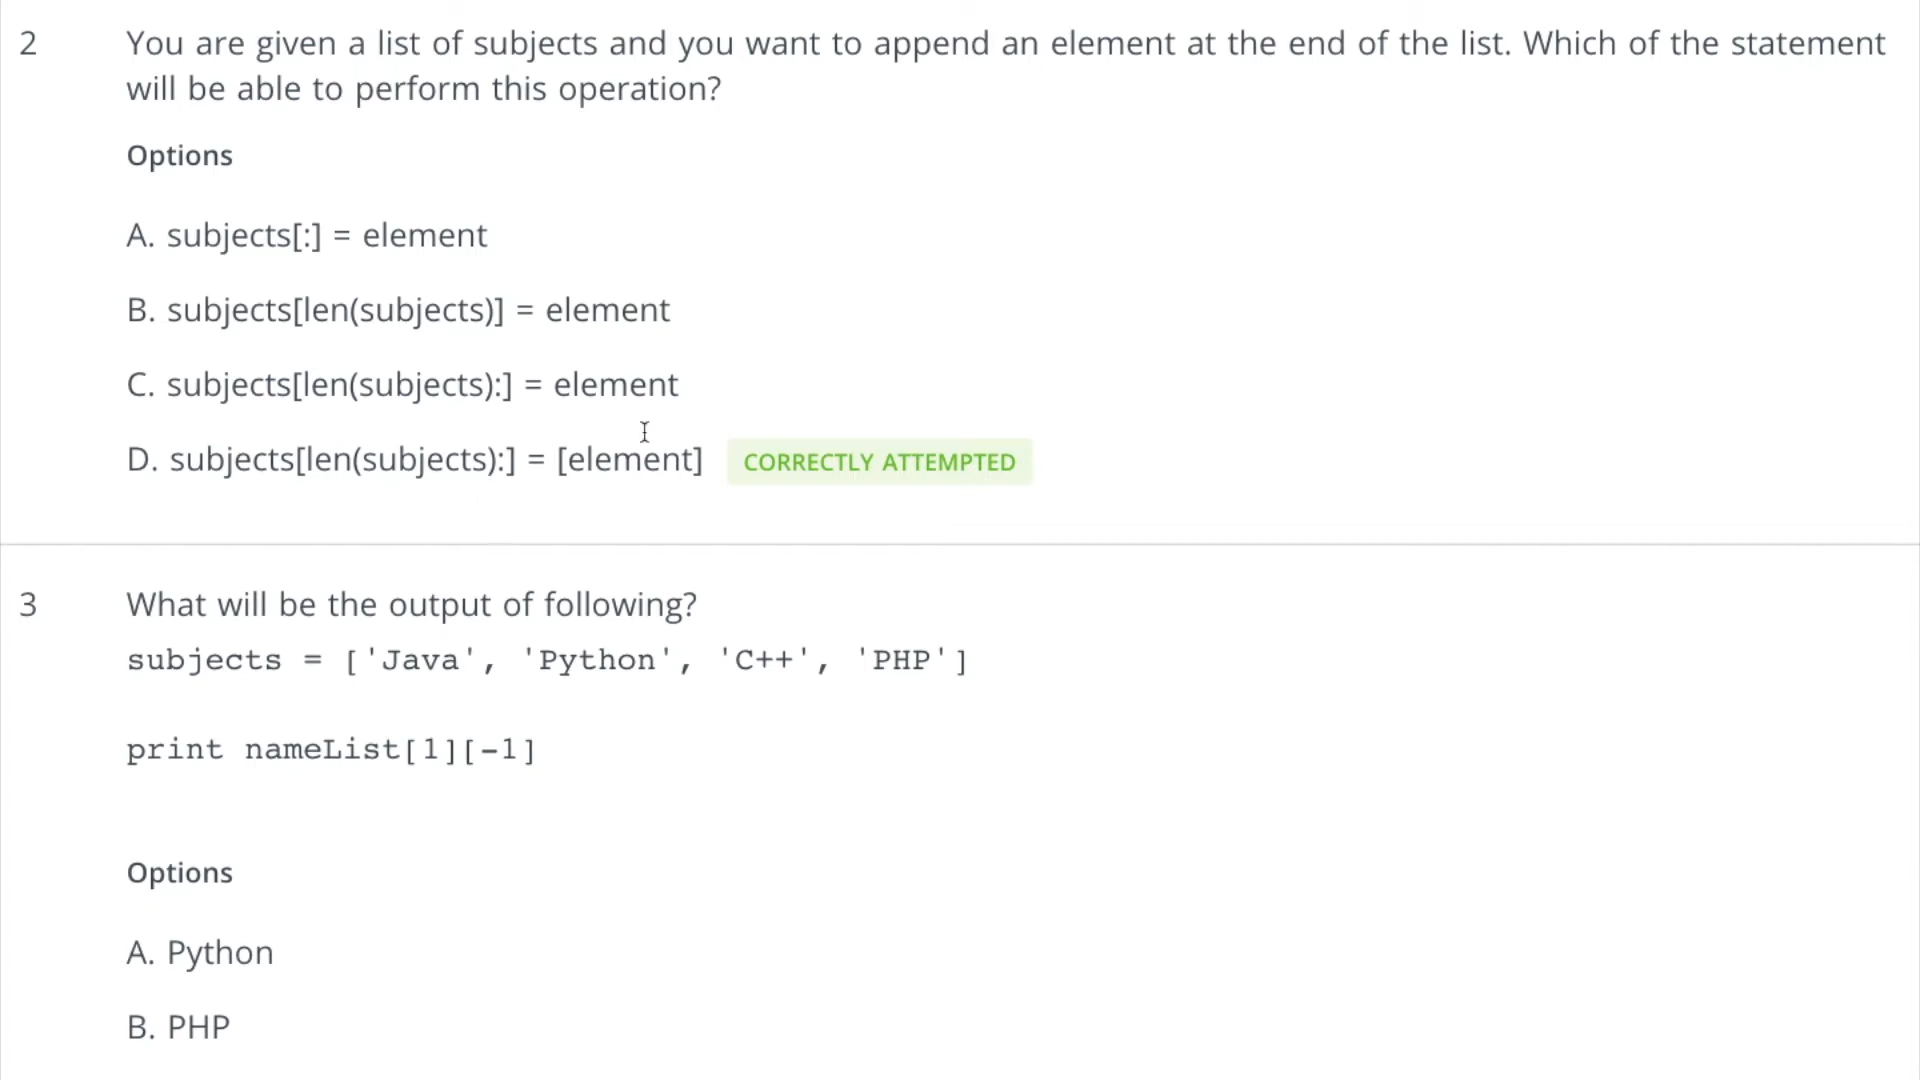 2
You are given a list of subjects and you want to append an element at the end of the list. Which of the statement
will be able to perform this operation?
Options
A. subjects[:] = element
B. subjects[len(subjects)] = element
C. subjects[len(subjects):] = element
D. subjects[len(subjects):] = [element] CORRECTLY ATTEMPTED
3
What will be the output of following?
subjects = ['Java', 'Python', 'C++', 'PHP']
print nameList[1][-1]
Options
A. Python
B. PHP